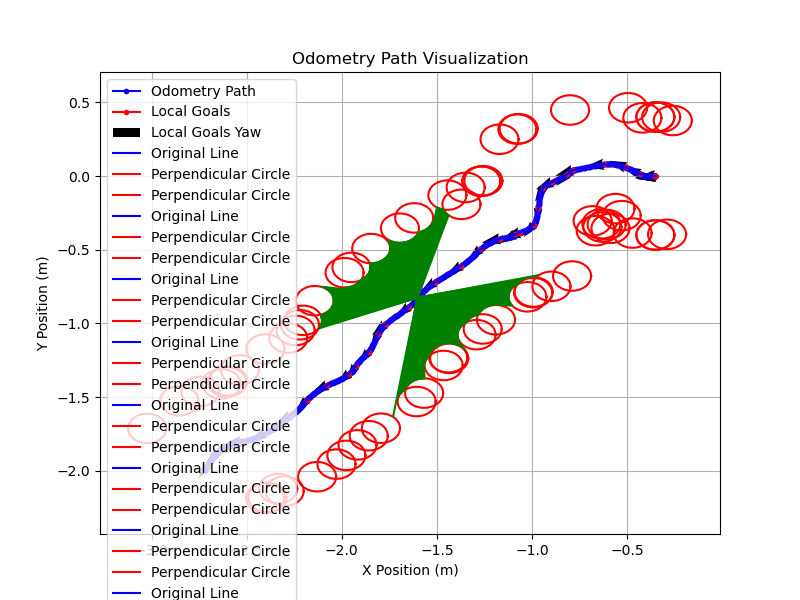 Odometry Path Visualization
Y Position (m)
0.5
0.0
−0.5
−1.0
−1.5
−2.0
Odometry Path
Local Goals
Local Goals Yaw
Original Line
Perpendicular Circle
Perpendicular Circle
Original Line
Perpendicular Circle
Perpendicular Circle
Original Line
Perpendicular Circle
Perpendicular Circle
Original Line
Perpendicular Circle
Perpendicular Circle
Original Line
Perpendicular Circle
Perpendicular Circle
Original Line
Perpendicular Circle
Perpendicular Circle
Original Line
Perpendicular Circle
Perpendicular Circle
Original Line
−2.0
−1.5
−1.0
−0.5
X Position (m)